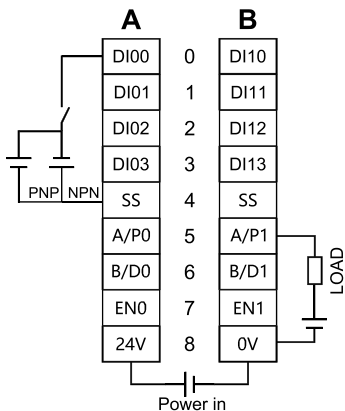 A B
DI00 0 DI10
DI01 1 DI11
DI02 2 DI12
DI03 3 DI13
PNP NPN SS 4 SS
A/P0 5 A/P1
B/D0 6 B/D1
LOAD
EN0 7 EN1
24V 8 0V
Power in